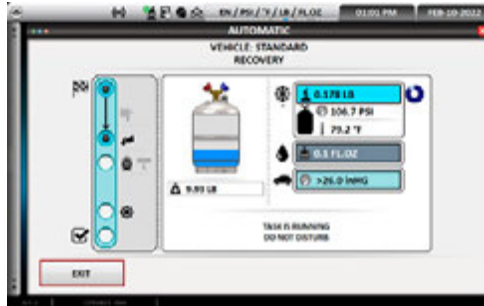 EN / PSI / °F / LB / FL.OZ 01:01 PM FEB-10-2022
AUTOMATIC
VEHICLE: STANDARD
RECOVERY
0.178 LB
106.7 PSI
79.2 °F
0.1 FL.OZ
>26.0 inHG
9.93 LB
TASK IS RUNNING
DO NOT DISTURB
EXIT